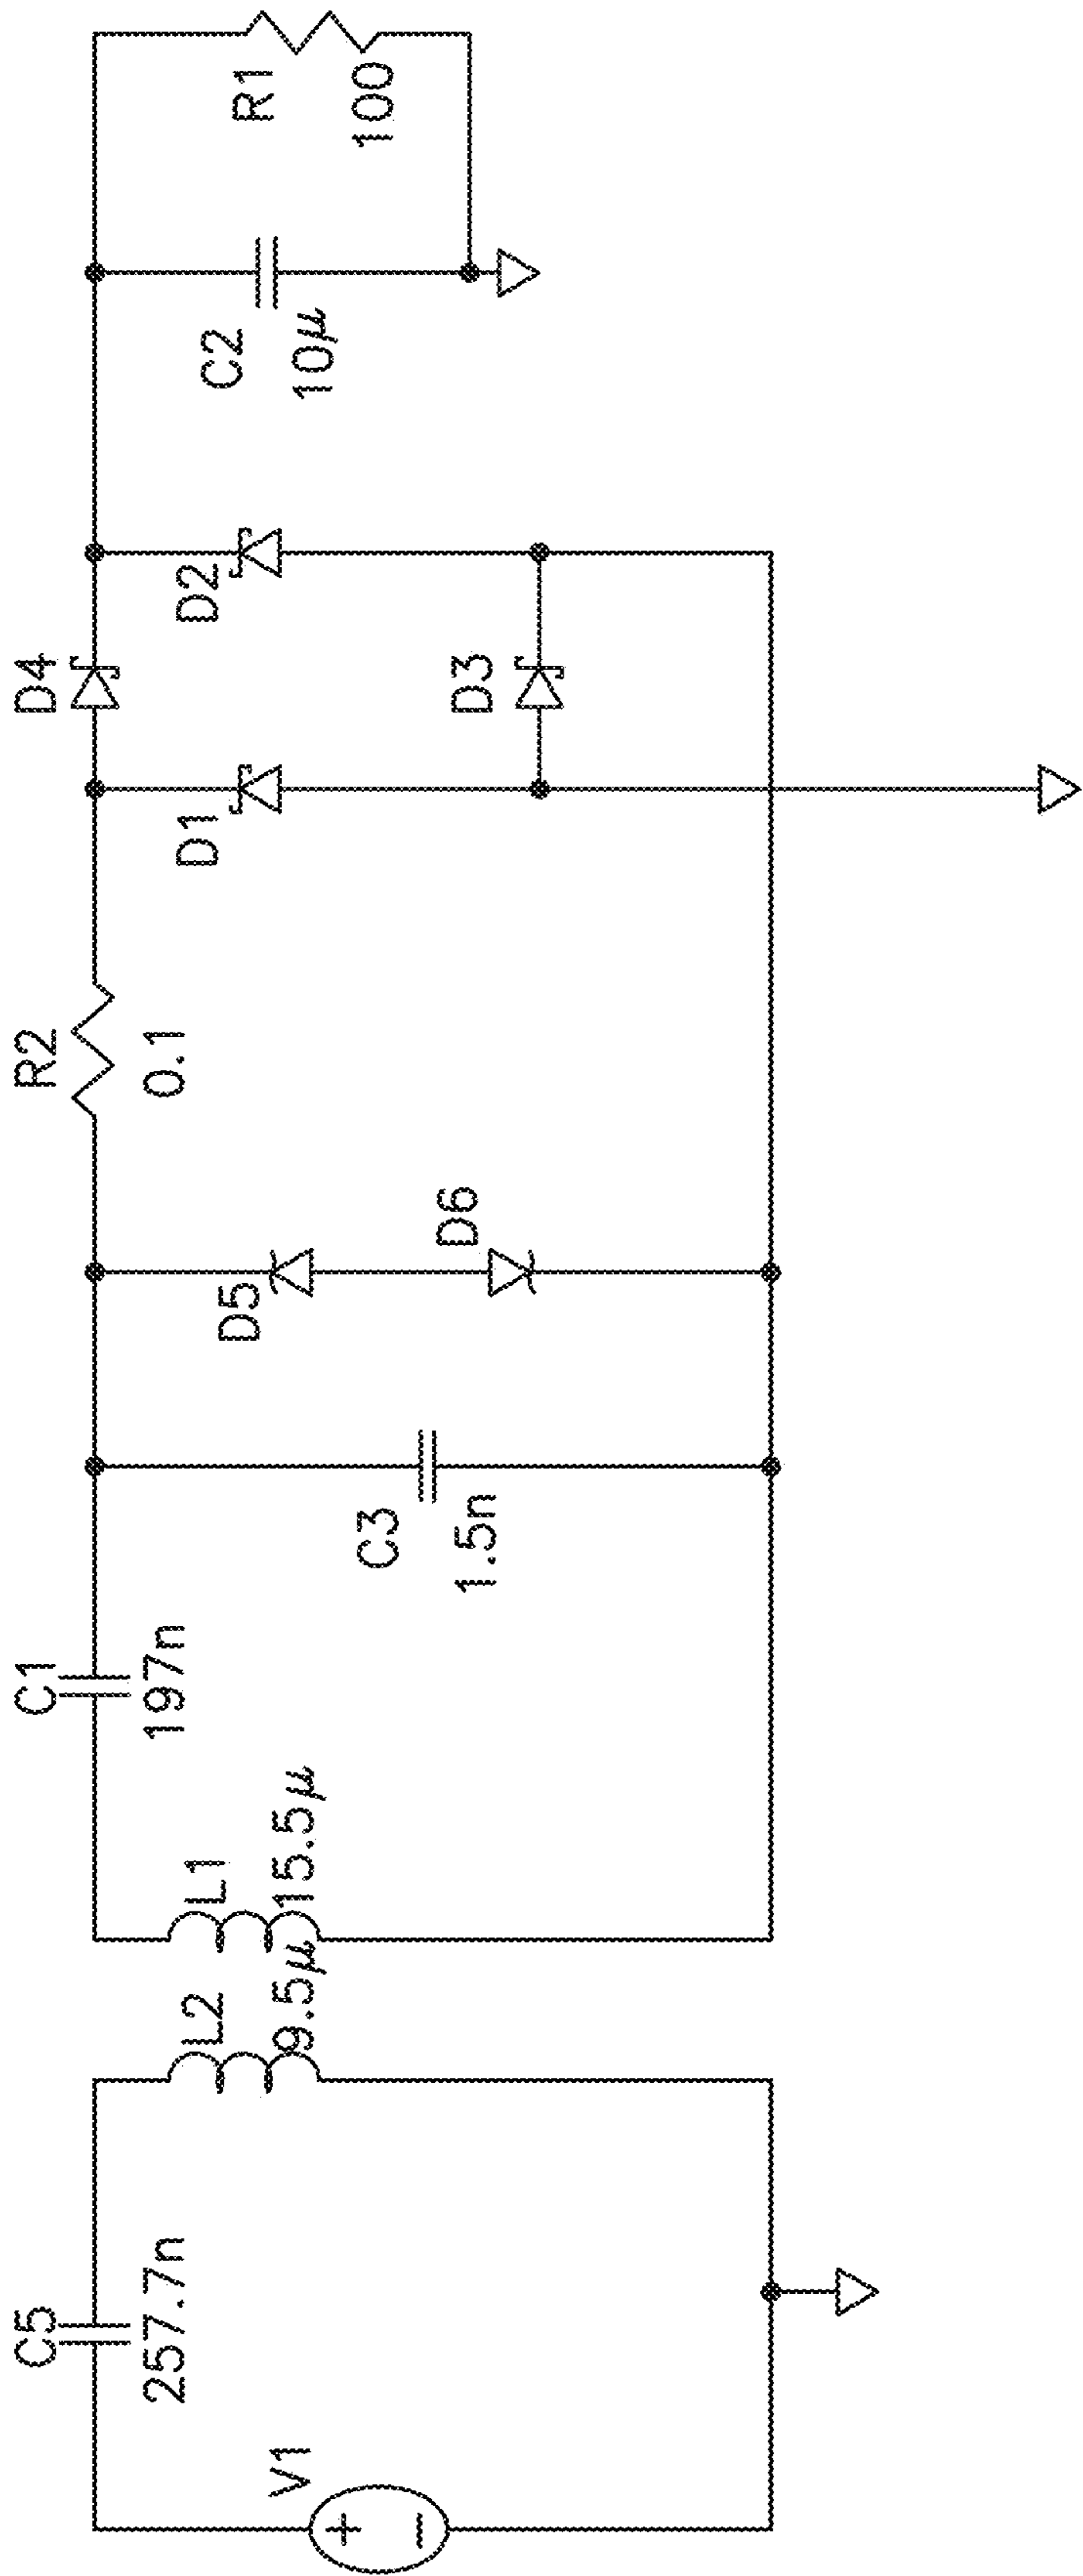 V1
+
−
C5
257.7n
L2
9.5μ
L1
15.5μ
C1
197n
C3
1.5n
D5
D6
R2
0.1
D1
D4
D3
D2
C2
10μ
R1
100